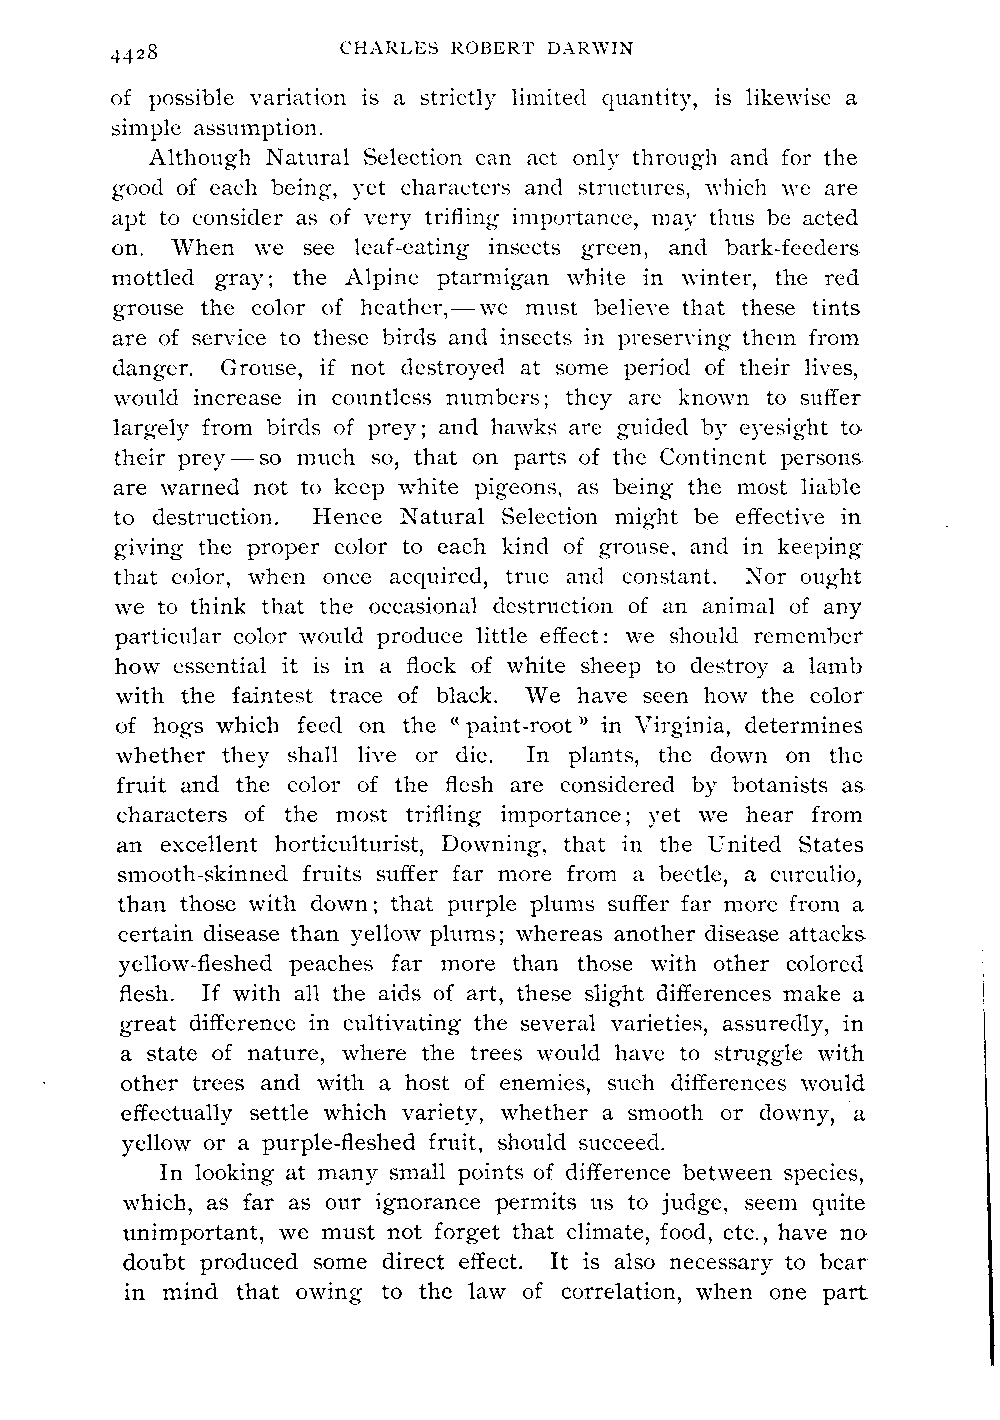 4428 CHARLES ROBERT DARWIN
of possible variation is a strictly limited quantity, is likewise a
simple assumption.
Although Natural Selection can act only through and for the
good of each being, yet characters and structures, which we are
apt to consider as of very trifling importance, may thus be acted
on. When we see leaf-eating insects green, and bark-feeders
mottled gray; the Alpine ptarmigan white in winter, the red
grouse the color of heather,—we must believe that these tints
are of service to these birds and insects in preserving them from
danger. Grouse, if not destroyed at some period of their lives,
would increase in countless numbers; they are known to suffer
largely from birds of prey; and hawks are guided by eyesight to
their prey—so much so, that on parts of the Continent persons
are warned not to keep white pigeons, as being the most liable
to destruction. Hence Natural Selection might be effective in
giving the proper color to each kind of grouse, and in keeping
that color, when once acquired, true and constant. Nor ought
we to think that the occasional destruction of an animal of any
particular color would produce little effect: we should remember
how essential it is in a flock of white sheep to destroy a lamb
with the faintest trace of black. We have seen how the color
of hogs which feed on the «paint-root» in Virginia, determines
whether they shall live or die. In plants, the down on the
fruit and the color of the flesh are considered by botanists as
characters of the most trifling importance; yet we hear from
an excellent horticulturist, Downing, that in the United States
smooth-skinned fruits suffer far more from a beetle, a curculio,
than those with down; that purple plums suffer far more from a
certain disease than yellow plums; whereas another disease attacks
yellow-fleshed peaches far more than those with other colored
flesh. If with all the aids of art, these slight differences make a
great difference in cultivating the several varieties, assuredly, in
a state of nature, where the trees would have to struggle with
other trees and with a host of enemies, such differences would
effectually settle which variety, whether a smooth or downy, a
yellow or a purple-fleshed fruit, should succeed.
In looking at many small points of difference between species,
which, as far as our ignorance permits us to judge, seem quite
unimportant, we must not forget that climate, food, etc., have no
doubt produced some direct effect. It is also necessary to bear
in mind that owing to the law of correlation, when one part